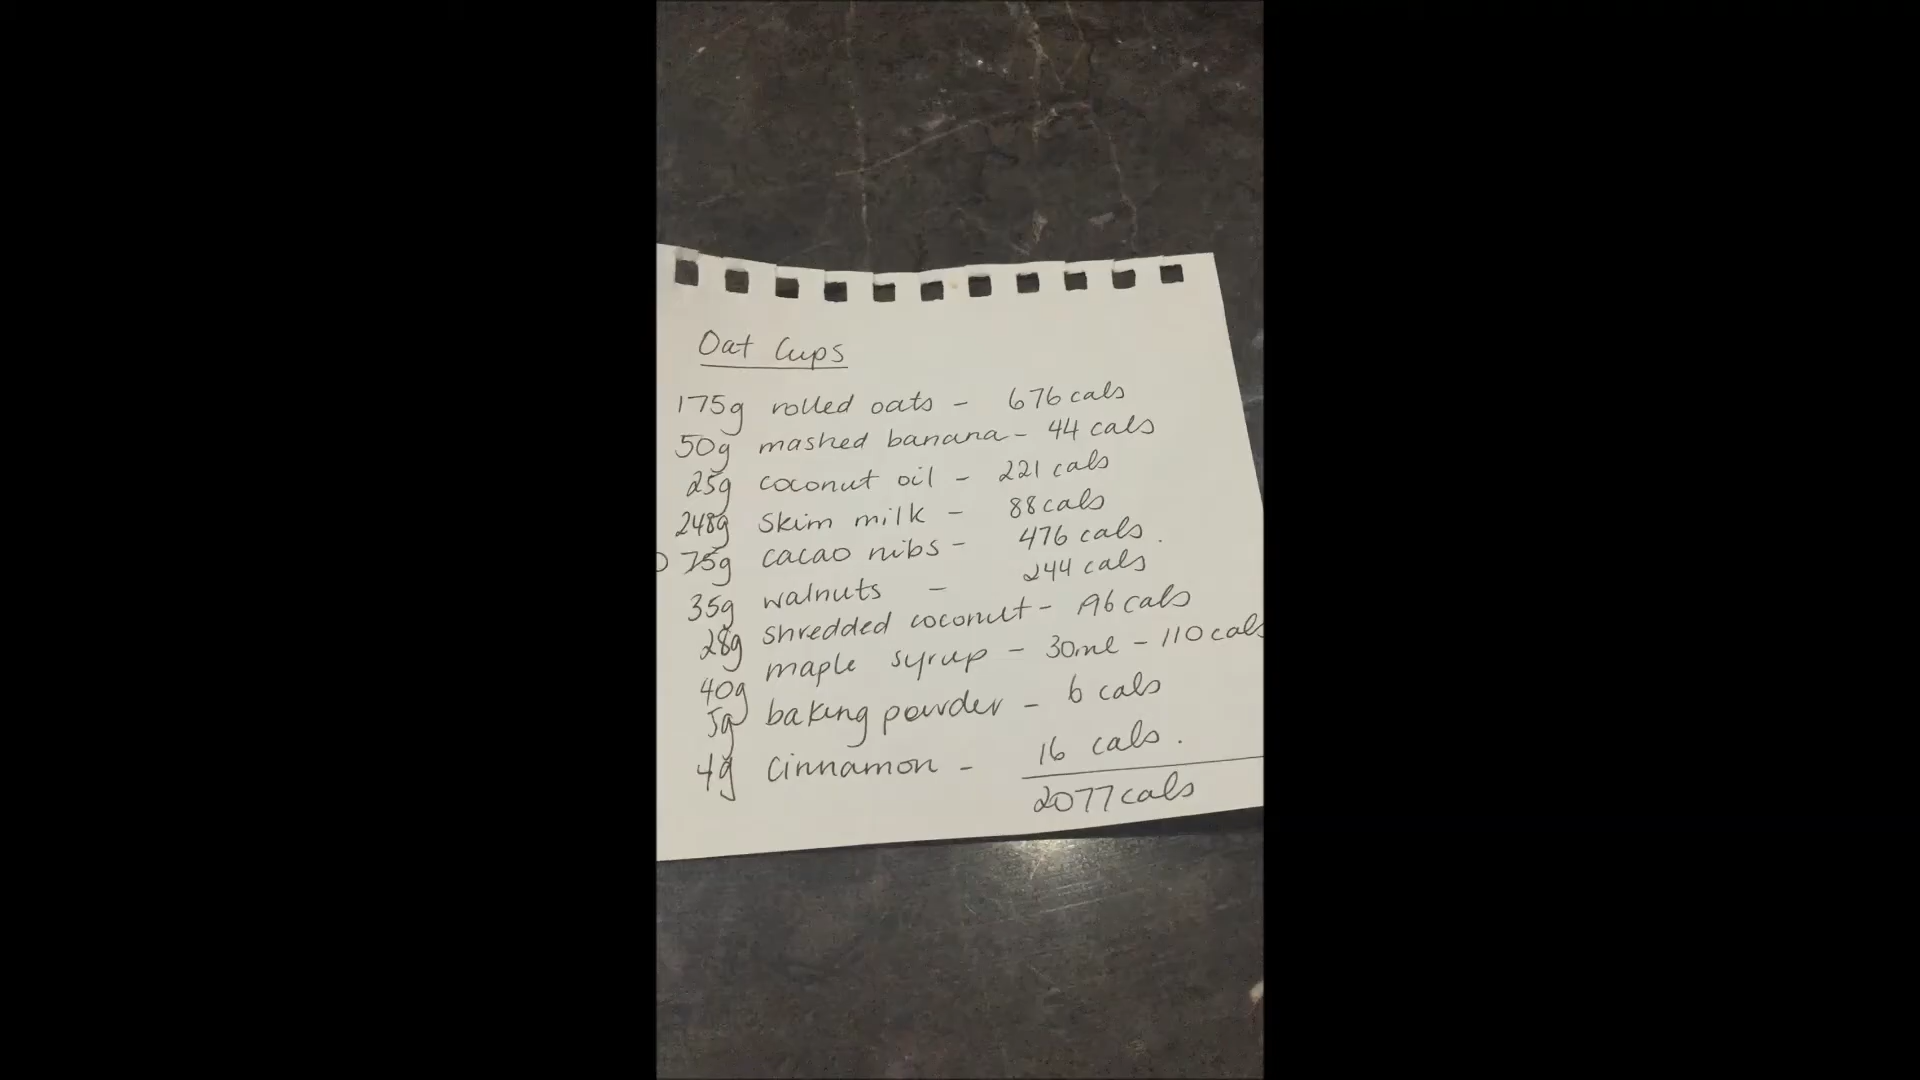 Oat Cups
175g rolled oats - 676 cals
50g mashed banana - 44 cals
25g coconut oil - 221 cals
248g skim milk - 88 cals
75g cacao nibs - 476 cals.
35g walnuts - 244 cals
28g shredded coconut - 196 cals
40g maple syrup - 30ml - 110 cals
5g baking powder - 6 cals
4g cinnamon - 16 cals.
2077 cals